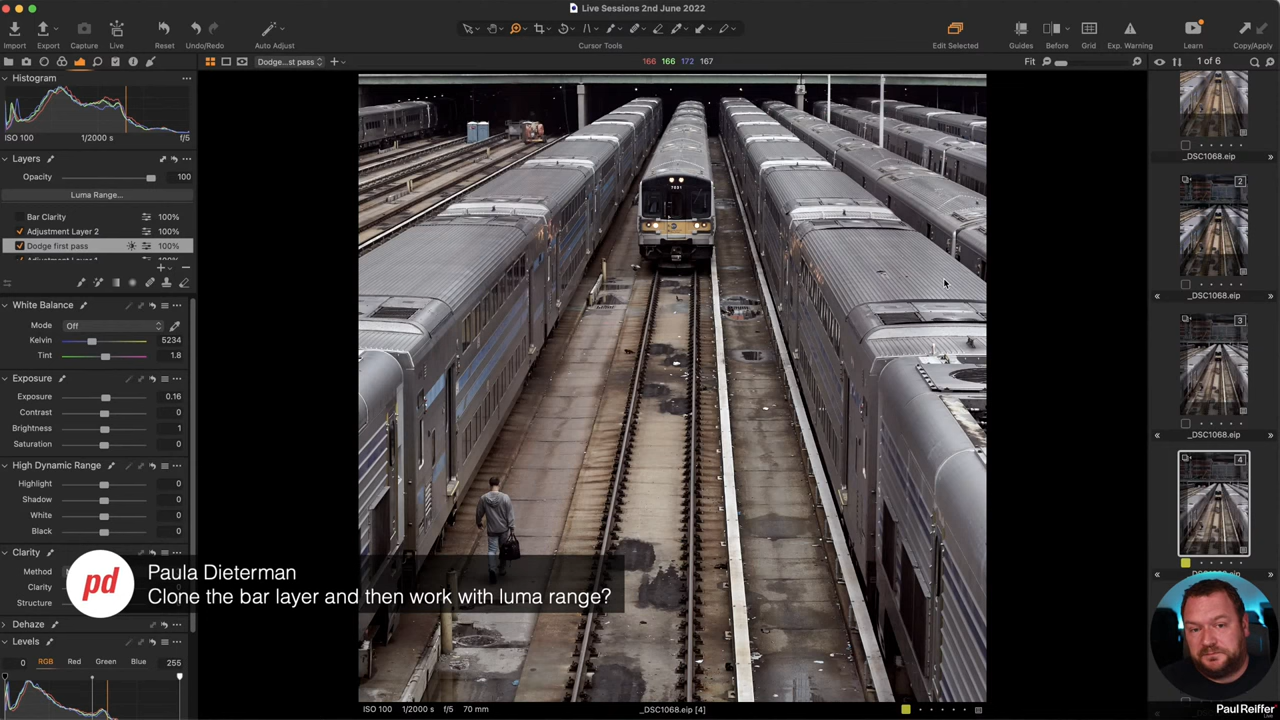 Live Sessions 2nd June 2022
Import
Export
Capture
Live
Reset
Undo/Redo
Auto Adjust
Cursor Tools
Edit Selected
Guides
Before
Grid
Exp. Warning
Learn
Copy/Apply
Dodge...st pass
166 166 172 167
Fit
1 of 6
Histogram
ISO 100 1/2000 s f/5
Layers
Opacity 100
Luma Range...
Bar Clarity 100%
Adjustment Layer 2 100%
Dodge first pass 100%
White Balance
Mode Off
Kelvin 5234
Tint 1.8
Exposure
Exposure 0.16
Contrast 0
Brightness 1
Saturation 0
High Dynamic Range
Highlight 0
Shadow 0
White 0
Black 0
Clarity
Method
Clarity
Structure
Dehaze
Levels
0 RGB Red Green Blue 255
7031
pd
Paula Dieterman
Clone the bar layer and then work with luma range?
_DSC1068.eip
2
_DSC1068.eip
3
_DSC1068.eip
4
ISO 100 1/2000 s f/5 70 mm
_DSC1068.eip [4]
Paul Reiffer
Live